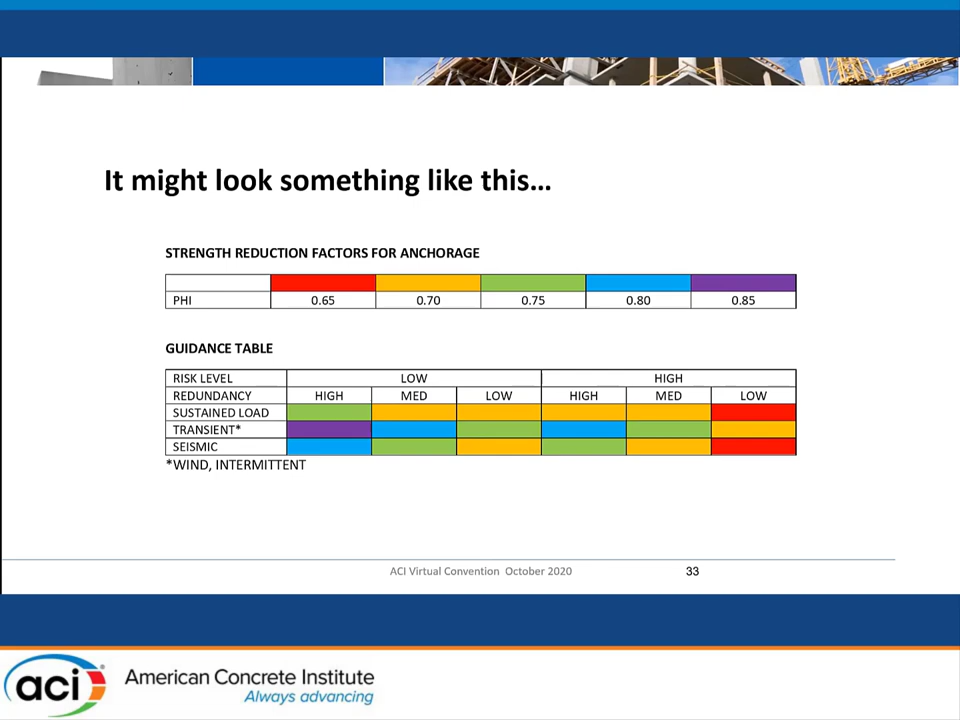 It might look something like this...
STRENGTH REDUCTION FACTORS FOR ANCHORAGE
PHI 0.65 0.70 0.75 0.80 0.85
GUIDANCE TABLE
RISK LEVEL LOW HIGH
REDUNDANCY HIGH MED LOW HIGH MED LOW
SUSTAINED LOAD
TRANSIENT*
SEISMIC
*WIND, INTERMITTENT
ACI Virtual Convention October 2020 33
aci American Concrete Institute
Always advancing